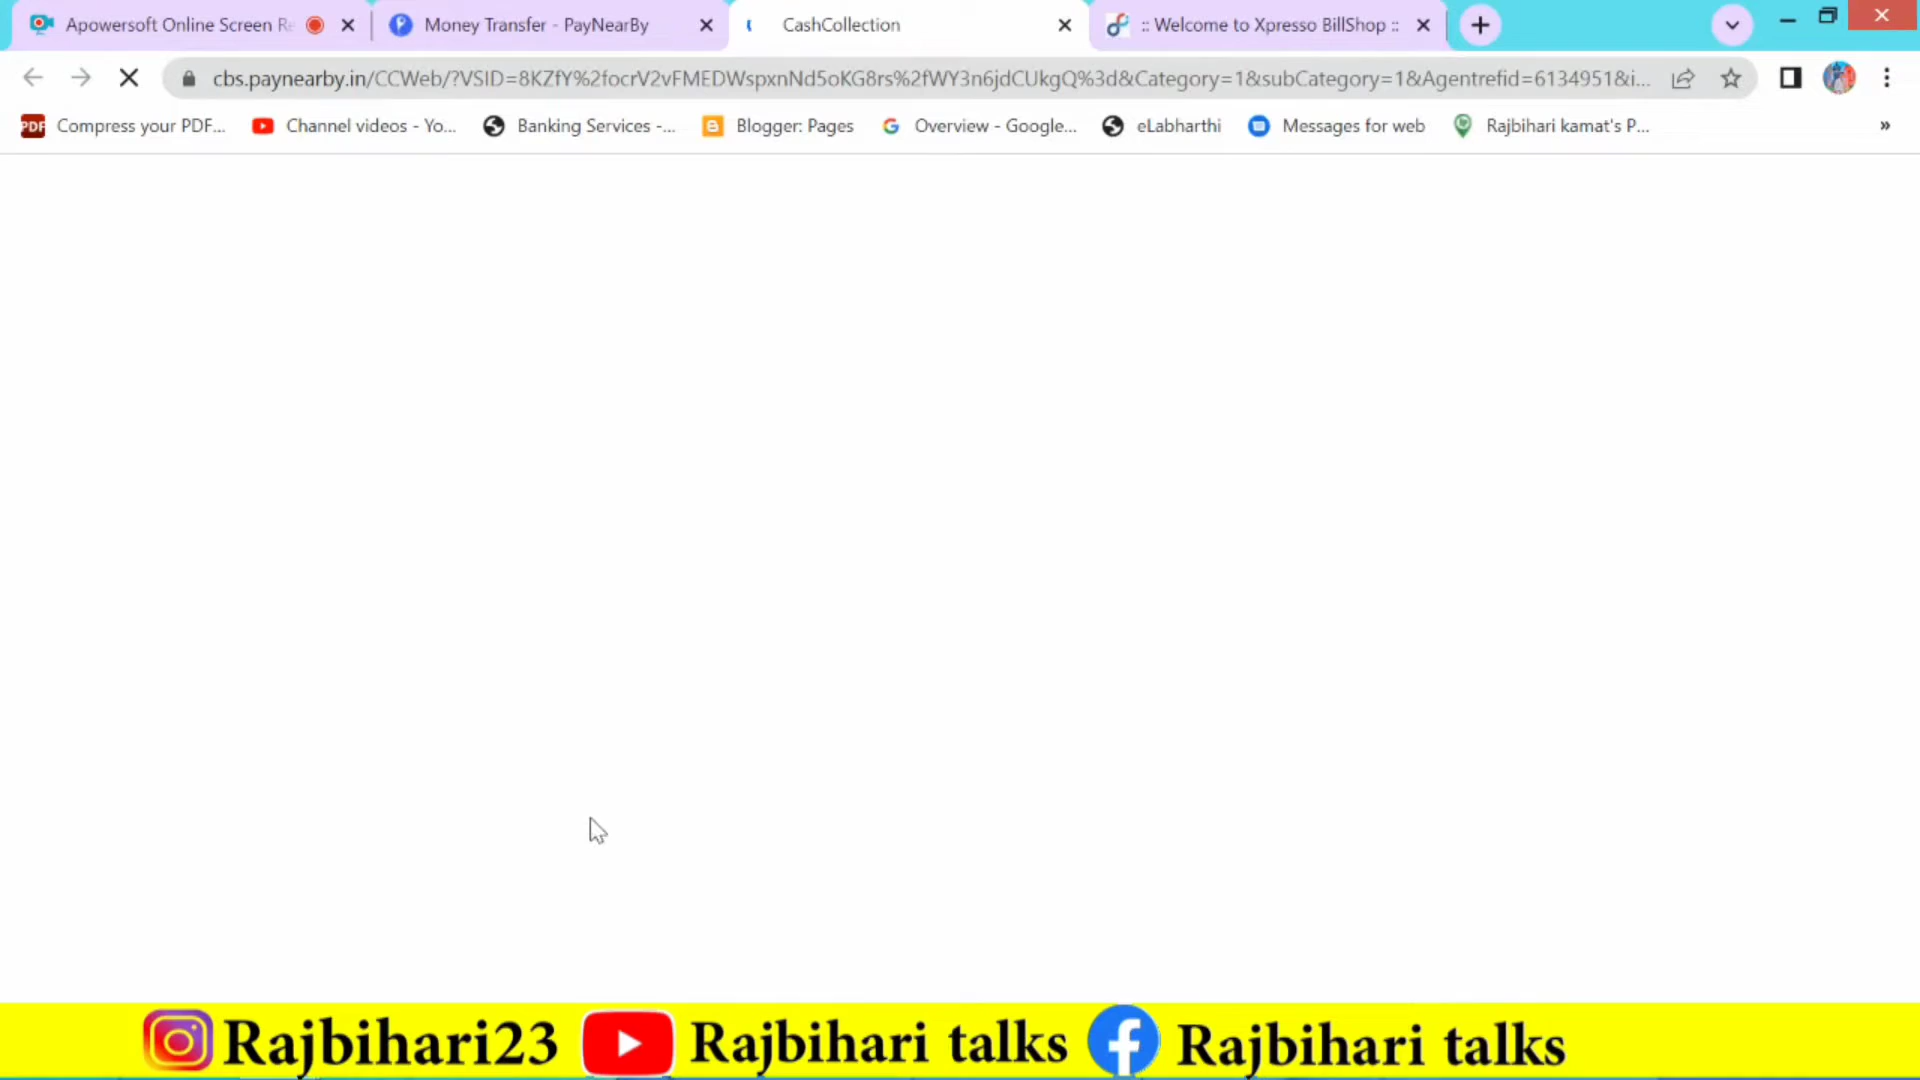 Apowersoft Online Screen Re
Money Transfer - PayNearBy
CashCollection
:: Welcome to Xpresso BillShop ::
cbs.paynearby.in/CCWeb/?VSID=8KZfY%2focrV2vFMEDWspxnNd5oKG8rs%2fWY3n6jdCUkgQ%3d&Category=1&subCategory=1&Agentrefid=6134951&i...
PDF Compress your PDF...
Channel videos - Yo...
Banking Services -...
Blogger: Pages
Overview - Google...
eLabharthi
Messages for web
Rajbihari kamat's P...
»
Rajbihari23 Rajbihari talks Rajbihari talks